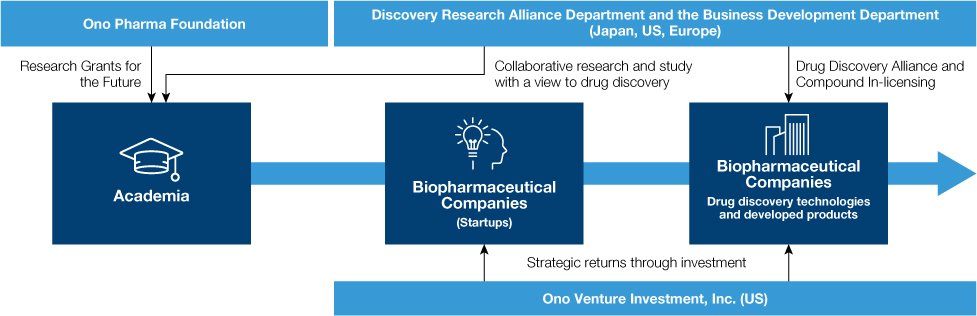 Ono Pharma Foundation
Discovery Research Alliance Department and the Business Development Department
(Japan, US, Europe)
Research Grants for
the Future
Collaborative research and study
with a view to drug discovery
Drug Discovery Alliance and
Compound In-licensing
Academia
Biopharmaceutical
Companies
(Startups)
Biopharmaceutical
Companies
Drug discovery technologies
and developed products
Strategic returns through investment
Ono Venture Investment, Inc. (US)